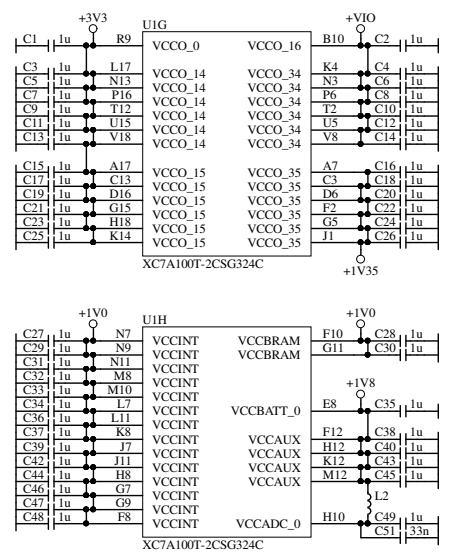 +3V3 U1G +VIO
C1 1u R9 VCCO_0 VCCO_16 B10 C2 1u
C3 1u L17 VCCO_14 VCCO_34 K4 C4 1u
C5 1u N13 VCCO_14 VCCO_34 N3 C6 1u
C7 1u P16 VCCO_14 VCCO_34 P6 C8 1u
C9 1u T12 VCCO_14 VCCO_34 T2 C10 1u
C11 1u U15 VCCO_14 VCCO_34 U5 C12 1u
C13 1u V18 VCCO_14 VCCO_34 V8 C14 1u
C15 1u A17 VCCO_15 VCCO_35 A7 C16 1u
C17 1u C13 VCCO_15 VCCO_35 C3 C18 1u
C19 1u D16 VCCO_15 VCCO_35 D6 C20 1u
C21 1u G15 VCCO_15 VCCO_35 F2 C22 1u
C23 1u H18 VCCO_15 VCCO_35 G5 C24 1u
C25 1u K14 VCCO_15 VCCO_35 J1 C26 1u
XC7A100T-2CSG324C +1V35
+1V0 U1H +1V0
C27 1u N7 VCCINT VCCBRAM F10 C28 1u
C29 1u N9 VCCINT VCCBRAM G11 C30 1u
C31 1u N11 VCCINT
C32 1u M8 VCCINT +1V8
C33 1u M10 VCCINT
C34 1u L7 VCCINT VCCBATT_0 E8 C35 1u
C36 1u L11 VCCINT
C37 1u K8 VCCINT VCCAUX F12 C38 1u
C39 1u J7 VCCINT VCCAUX H12 C40 1u
C42 1u J11 VCCINT VCCAUX K12 C43 1u
C44 1u H8 VCCINT VCCAUX M12 C45 1u
C46 1u G7 VCCINT L2
C47 1u G9 VCCINT
C48 1u F8 VCCINT VCCADC_0 H10 C49 1u
C51 33n
XC7A100T-2CSG324C